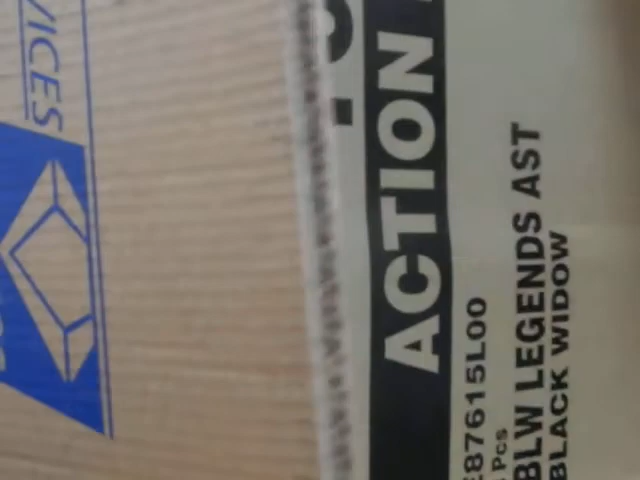 VICES
ACTION
E87615L00
Pcs
BLW LEGENDS AST
BLACK WIDOW